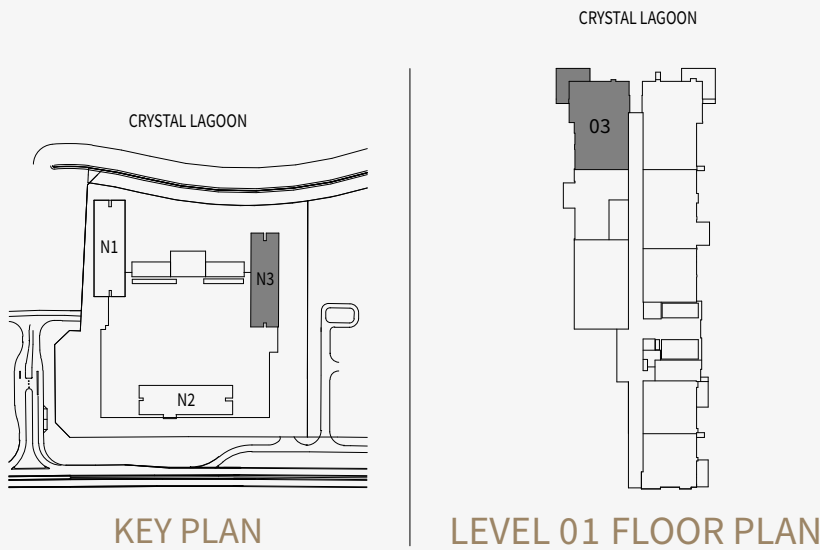 CRYSTAL LAGOON
N1
N3
N2
KEY PLAN
CRYSTAL LAGOON
03
LEVEL 01 FLOOR PLAN